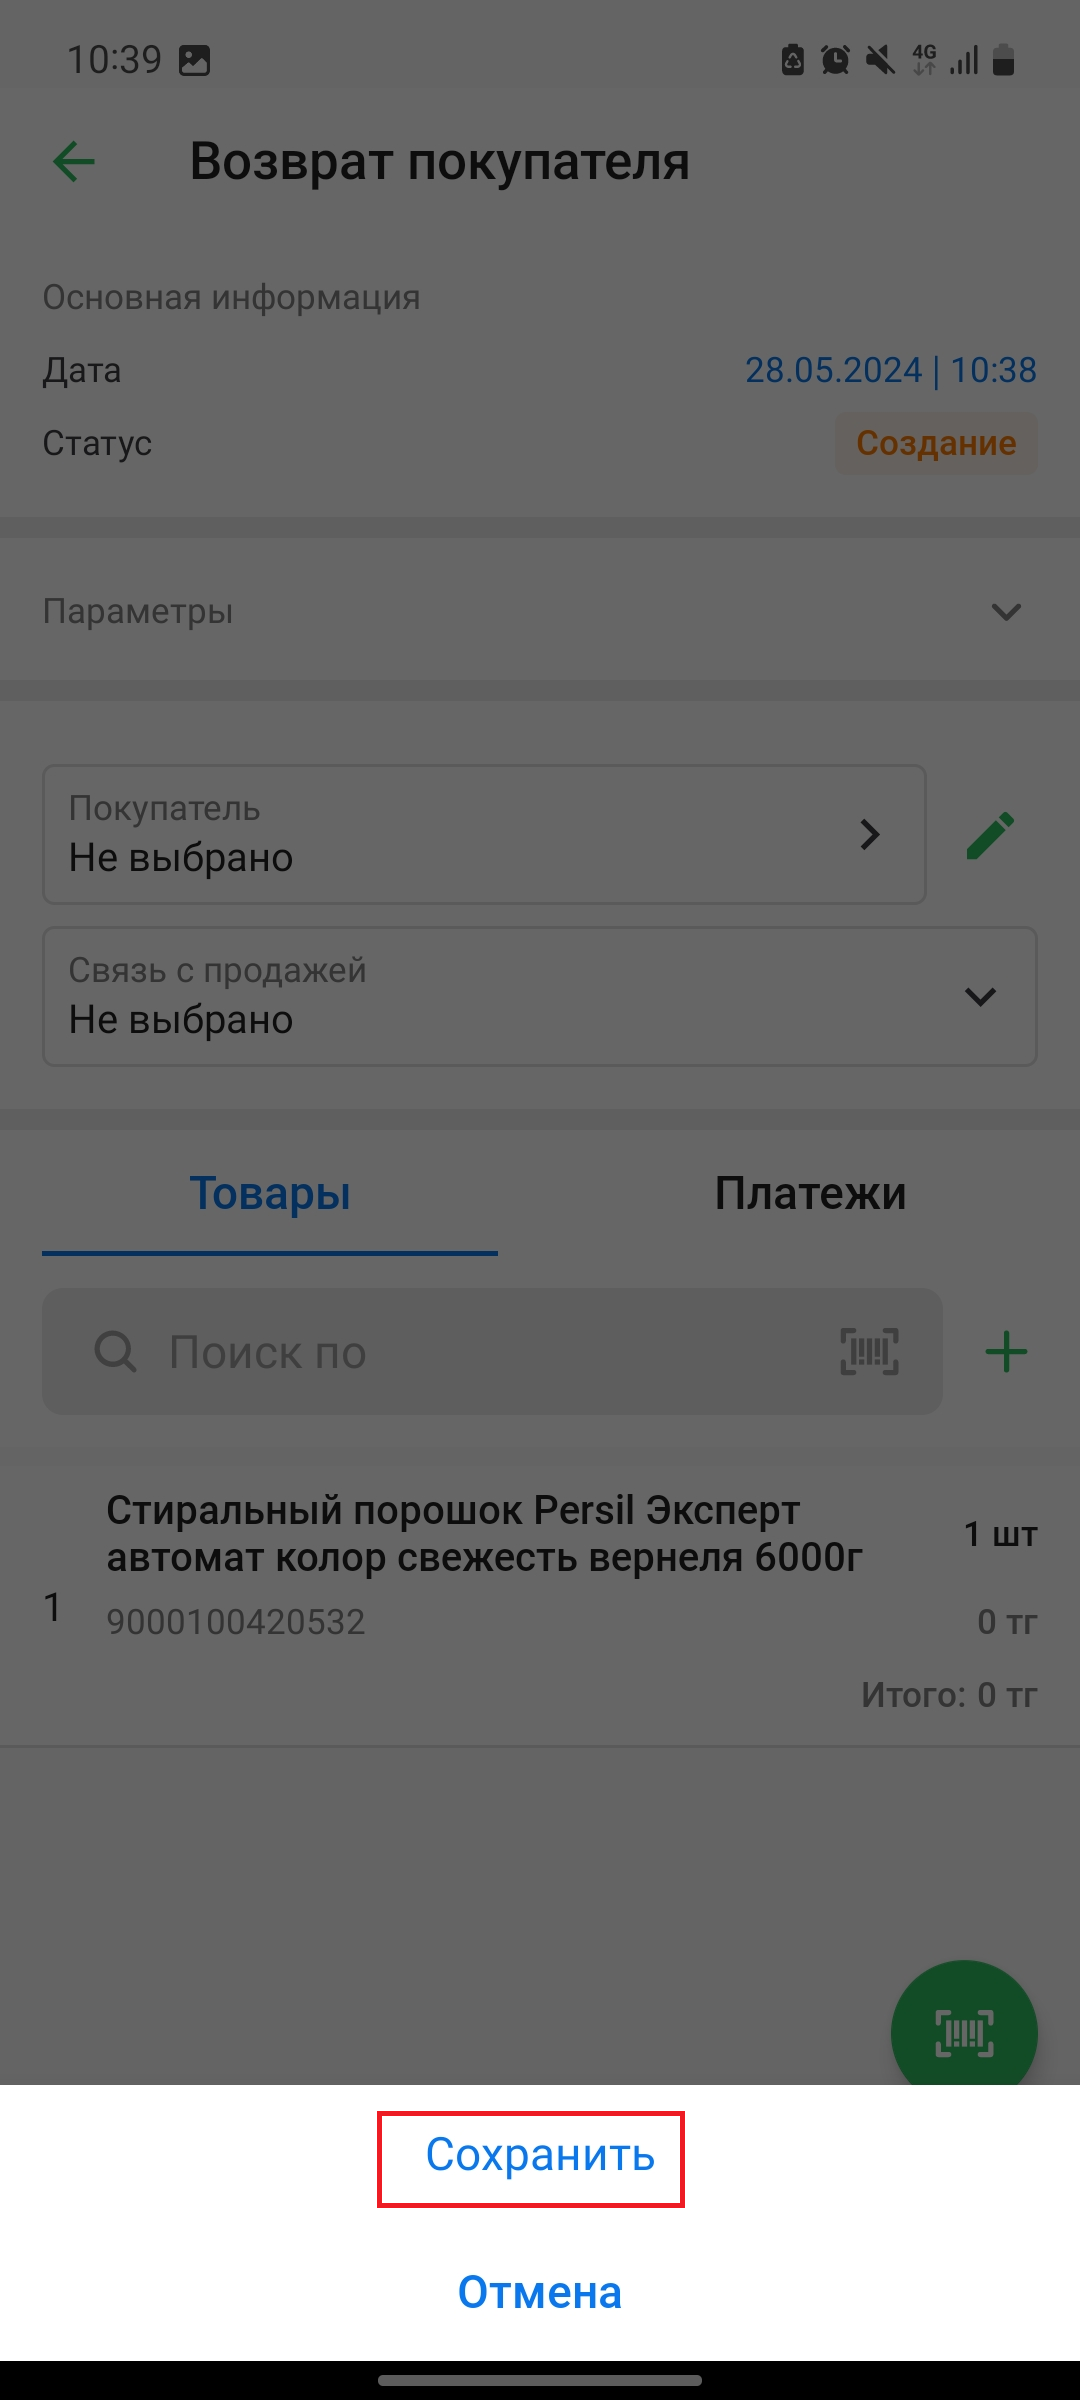 10:39
4G
Возврат покупателя
Основная информация
Дата
28.05.2024 | 10:38
Статус
Создание
Параметры
Покупатель
Не выбрано
Связь с продажей
Не выбрано
Товары
Платежи
Поиск по
Стиральный порошок Persil Эксперт
автомат колор свежесть вернеля 6000г
1 шт
1
9000100420532
0 тг
Итого: 0 тг
Сохранить
Отмена